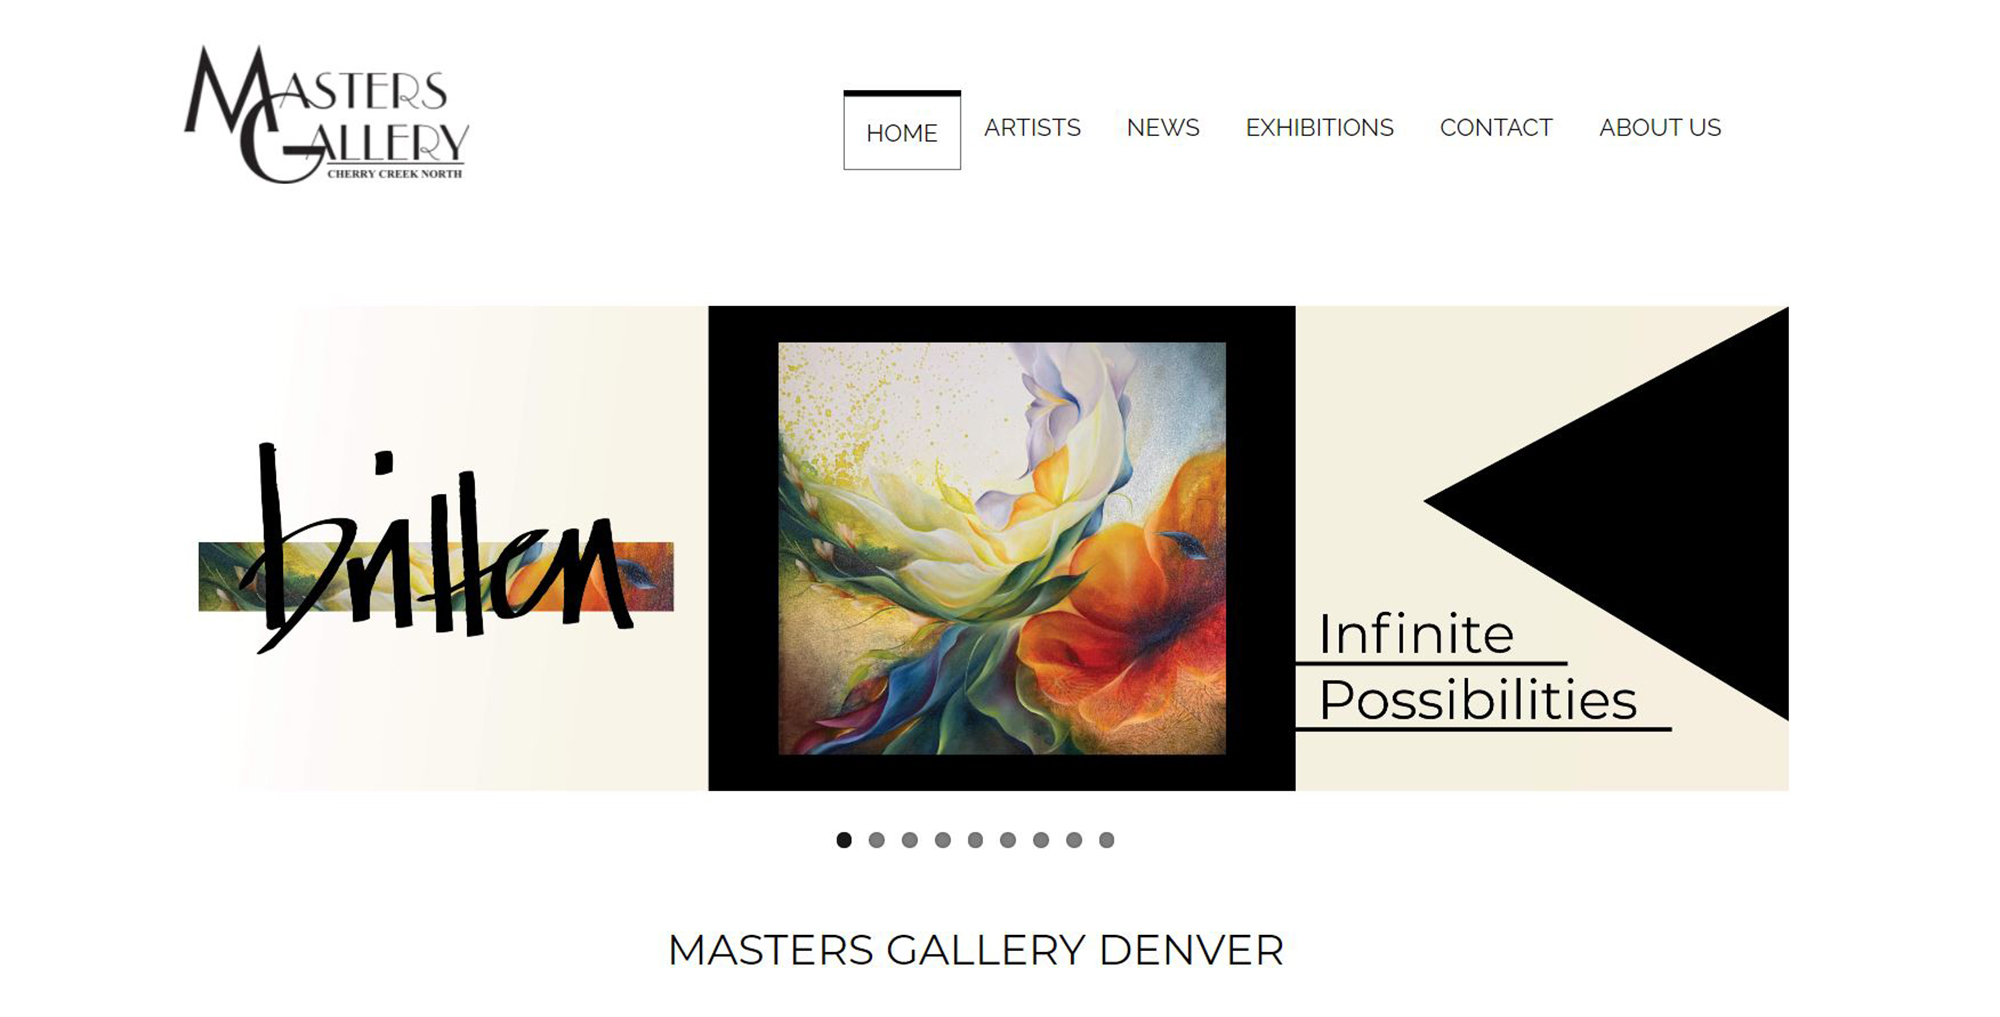 MASTERS
GALLERY
CHERRY CREEK NORTH
HOME ARTISTS NEWS EXHIBITIONS CONTACT ABOUT US
britten
Infinite
Possibilities
MASTERS GALLERY DENVER